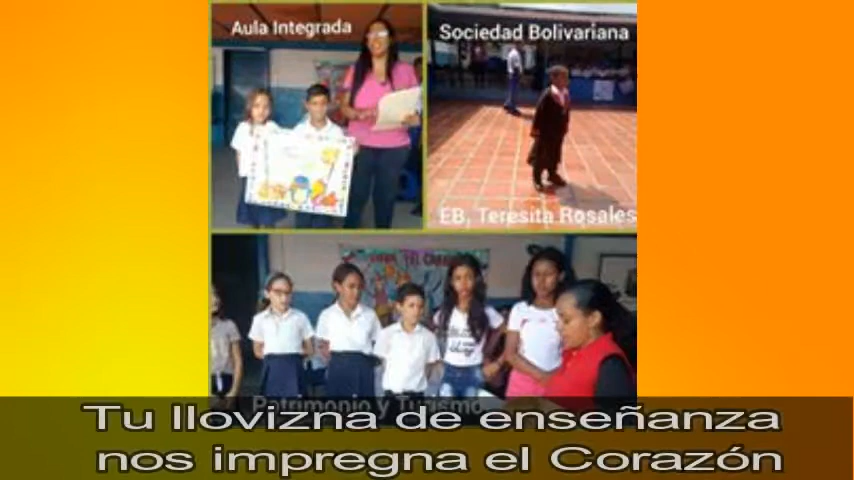 Aula Integrada
Sociedad Bolivariana
EB, Teresita Rosales
Patrimonio y Turismo
Tu llovizna de enseñanza
nos impregna el Corazón